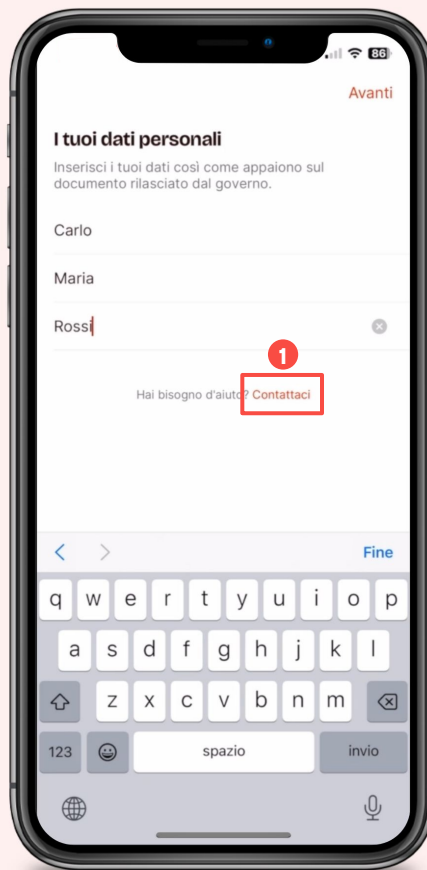 86
Avanti
I tuoi dati personali
Inserisci i tuoi dati così come appaiono sul
documento rilasciato dal governo.
Carlo
Maria
Rossi
1
Hai bisogno d'aiuto? Contattaci
Fine
q w e r t y u i o p
a s d f g h j k l
z x c v b n m
123 spazio invio